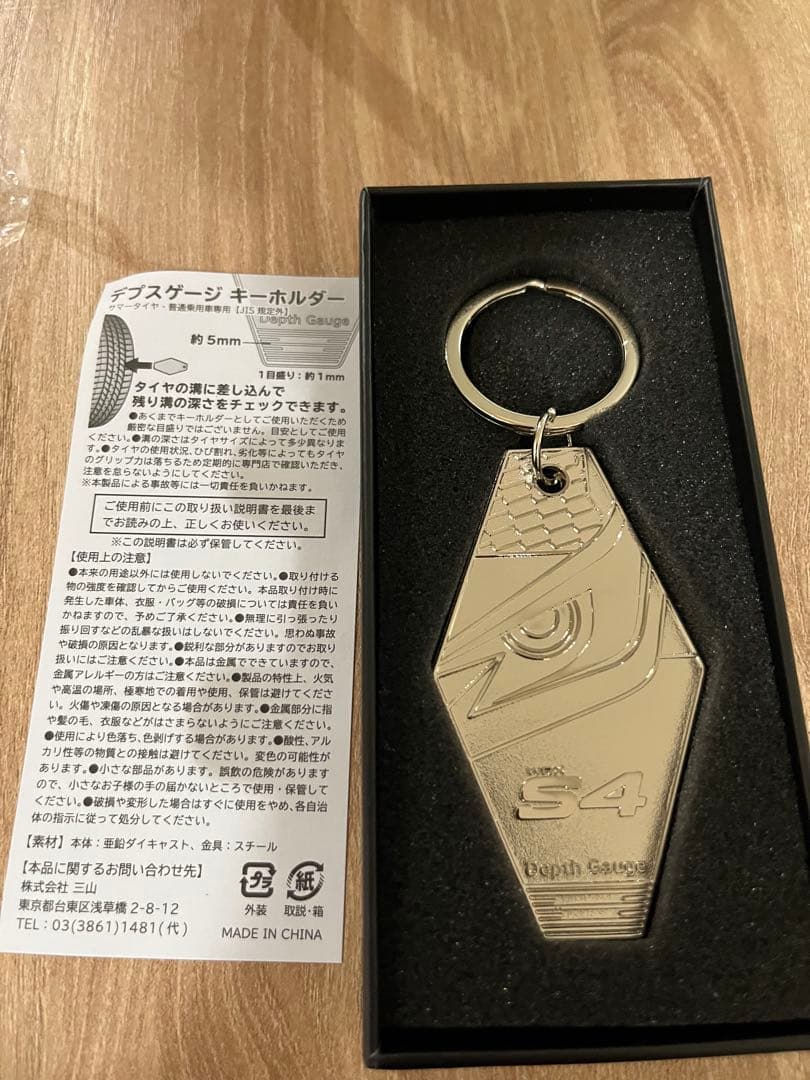 デプスゲージ キーホルダー
サマータイヤ・普通乗用車専用【JIS規定外】
Depth Gauge
約5mm
1目盛り：約1mm
タイヤの溝に差し込んで
残り溝の深さをチェックできます。
●あくまでキーホルダーとしてご使用いただくため
厳密な目盛りではございません。目安としてご使用
ください。●溝の深さはタイヤサイズによって多少異なりま
す。●タイヤの使用状況、ひび割れ、劣化等によってもタイヤ
のグリップ力は落ちるため定期的に専門店で確認いただき、
注意を怠らないようにしてください。
※本製品による事故等には一切責任を負いかねます。
ご使用前にこの取り扱い説明書を最後ま
でお読みの上、正しくお使いください。
※この説明書は必ず保管してください。
【使用上の注意】
●本来の用途以外には使用しないでください。●取り付ける
物の強度を確認してからご使用ください。本品取り付け時に
発生した車体、衣服・バッグ等の破損については責任を負い
かねますので、予めご了承ください。●無理に引っ張ったり
振り回すなどの乱暴な扱いはしないでください。思わぬ事故
や破損の原因となります。●鋭利な部分がありますのでお取り
扱いにはご注意ください。●本品は金属でできていますので、
金属アレルギーの方はご注意ください。●製品の特性上、火気
や高温の場所、極寒地での着用や使用、保管は避けてくださ
い。火傷や凍傷の原因となる場合があります。●金属部分に指
や髪の毛、衣服などがはさまらないようにご注意ください。
●使用により色落ち、色剥げする場合があります。●酸性、アル
カリ性等の物質との接触は避けてください。変色の可能性が
あります。●小さな部品があります。誤飲の危険があります
ので、小さなお子様の手の届かないところで使用・保管して
ください。●破損や変形した場合はすぐに使用をやめ、各自治
体の指示に従って処分してください。
【素材】本体：亜鉛ダイキャスト、金具：スチール
【本品に関するお問い合わせ先】
株式会社 三山
東京都台東区浅草橋2-8-12
TEL：03(3861)1481(代)
プラ
外装
紙
取説・箱
MADE IN CHINA
WRX
S4
Depth Gauge